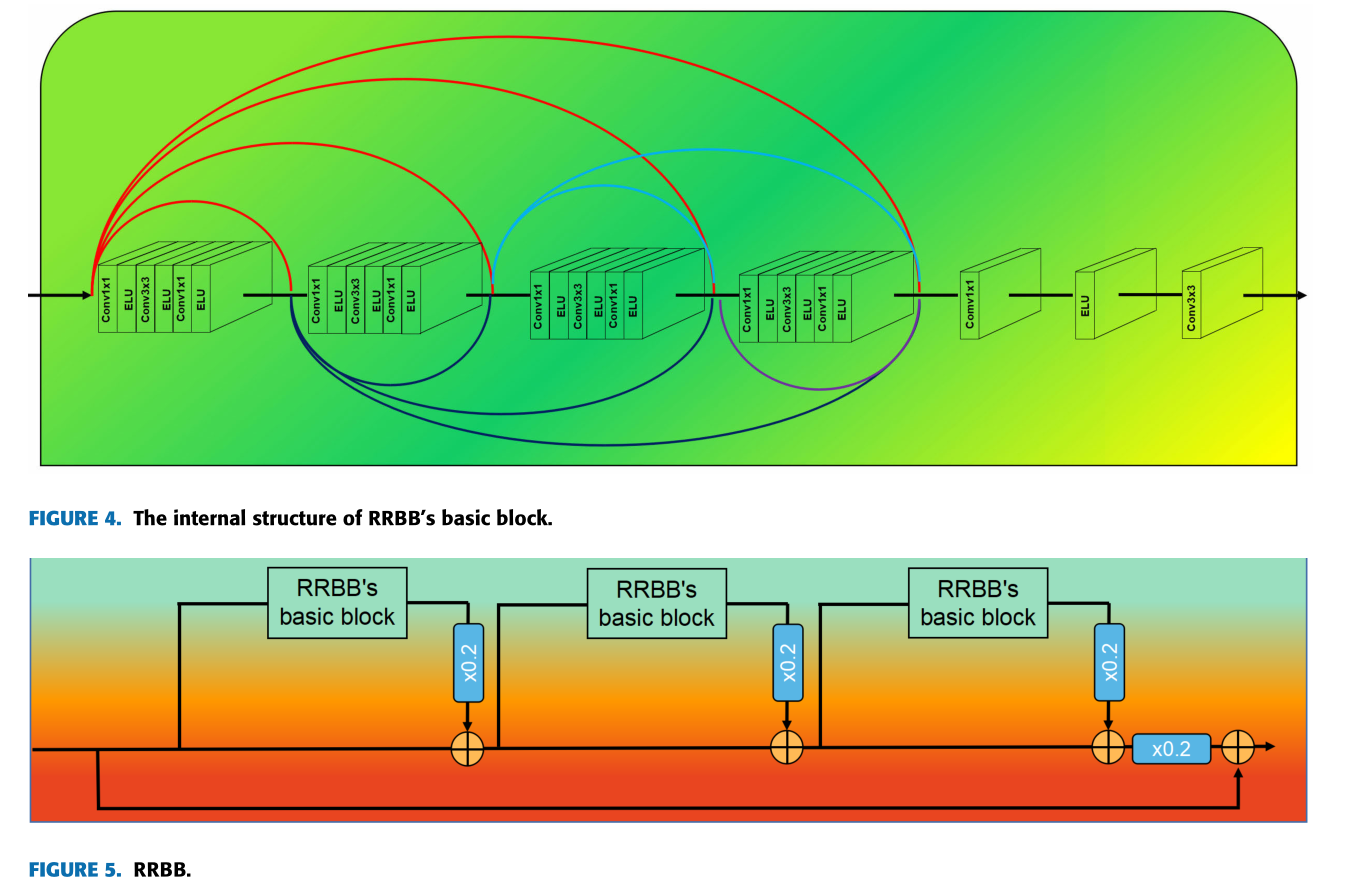 Conv1x1
ELU
Conv3x3
ELU
Conv1x1
ELU
Conv1x1
ELU
Conv3x3
ELU
Conv1x1
ELU
Conv1x1
ELU
Conv3x3
ELU
Conv1x1
ELU
Conv1x1
ELU
Conv3x3
ELU
Conv1x1
ELU
Conv1x1
ELU
Conv3x3
FIGURE 4. The internal structure of RRBB's basic block.
RRBB's
basic block
x0.2
RRBB's
basic block
x0.2
RRBB's
basic block
x0.2
x0.2
FIGURE 5. RRBB.